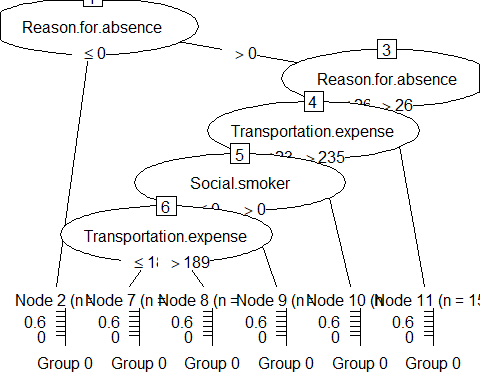 1
Reason.for.absence
≤ 0
> 0
3
Reason.for.absence
> 26
4
Transportation.expense
> 235
5
Social.smoker
> 0
6
Transportation.expense
≤ 18
> 189
Node 2 (n Node 7 (n = Node 8 (n = Node 9 (n = Node 10 (n Node 11 (n = 15
0.6 0.6 0.6 0.6 0.6 0.6
0 0 0 0 0 0
Group 0 Group 0 Group 0 Group 0 Group 0 Group 0